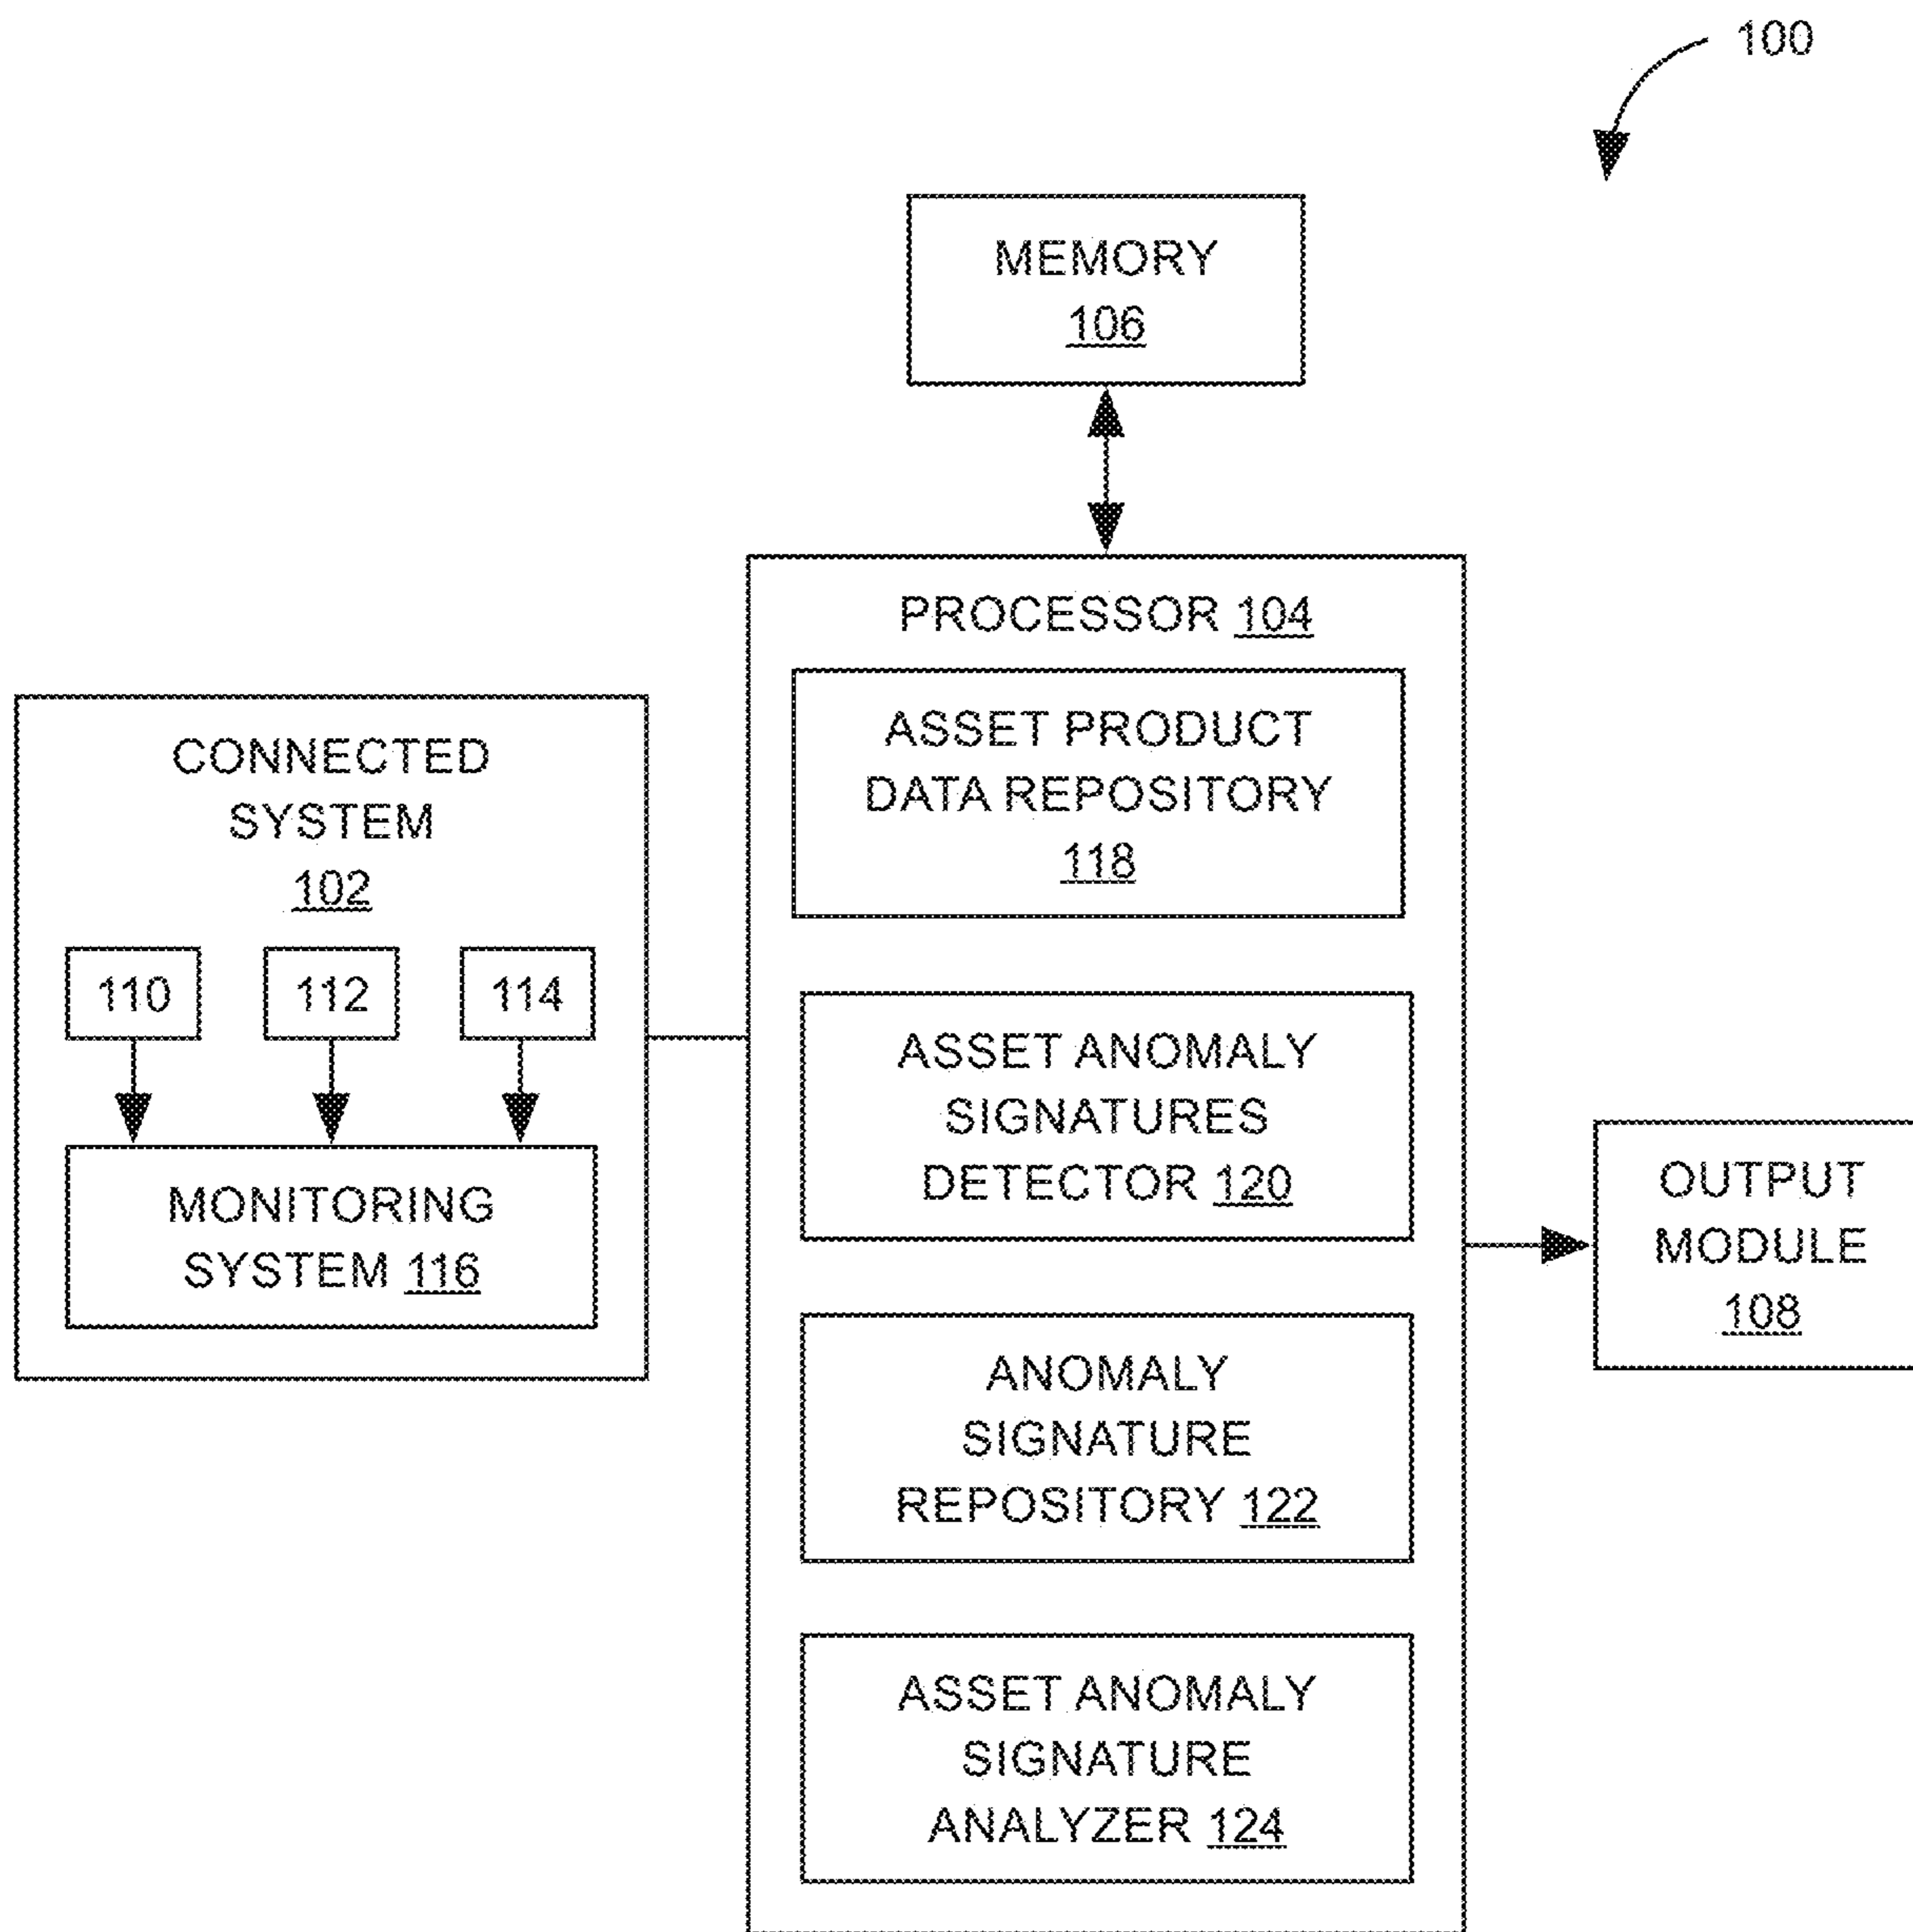 100
MEMORY
106
PROCESSOR 104
ASSET PRODUCT
DATA REPOSITORY
118
CONNECTED
SYSTEM
102
110
112
114
MONITORING
SYSTEM 116
ASSET ANOMALY
SIGNATURES
DETECTOR 120
ANOMALY
SIGNATURE
REPOSITORY 122
ASSET ANOMALY
SIGNATURE
ANALYZER 124
OUTPUT
MODULE
108